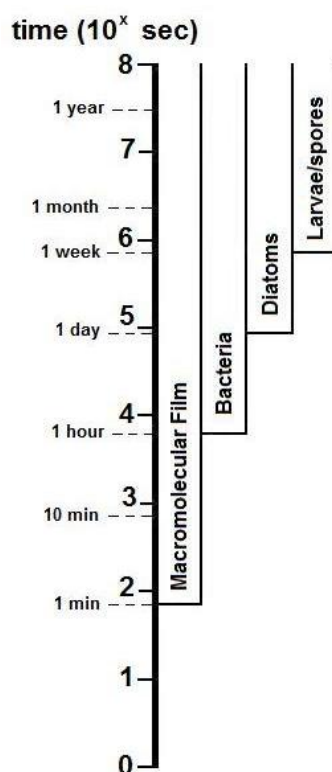 time (10ˣ sec)
8
1 year
7
1 month
6
1 week
5
1 day
4
1 hour
3
10 min
2
1 min
1
0
Macromolecular Film
Bacteria
Diatoms
Larvae/spores